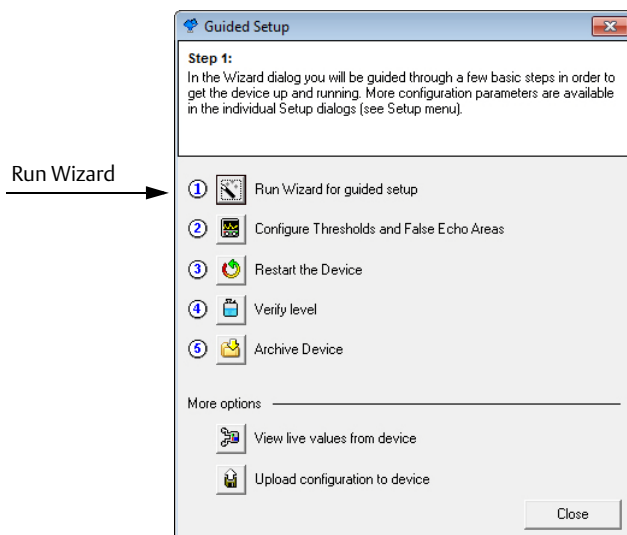 Guided Setup
Step 1:
In the Wizard dialog you will be guided through a few basic steps in order to
get the device up and running. More configuration parameters are available
in the individual Setup dialogs (see Setup menu).
Run Wizard
1 Run Wizard for guided setup
2 Configure Thresholds and False Echo Areas
3 Restart the Device
4 Verify level
5 Archive Device
More options
View live values from device
Upload configuration to device
Close